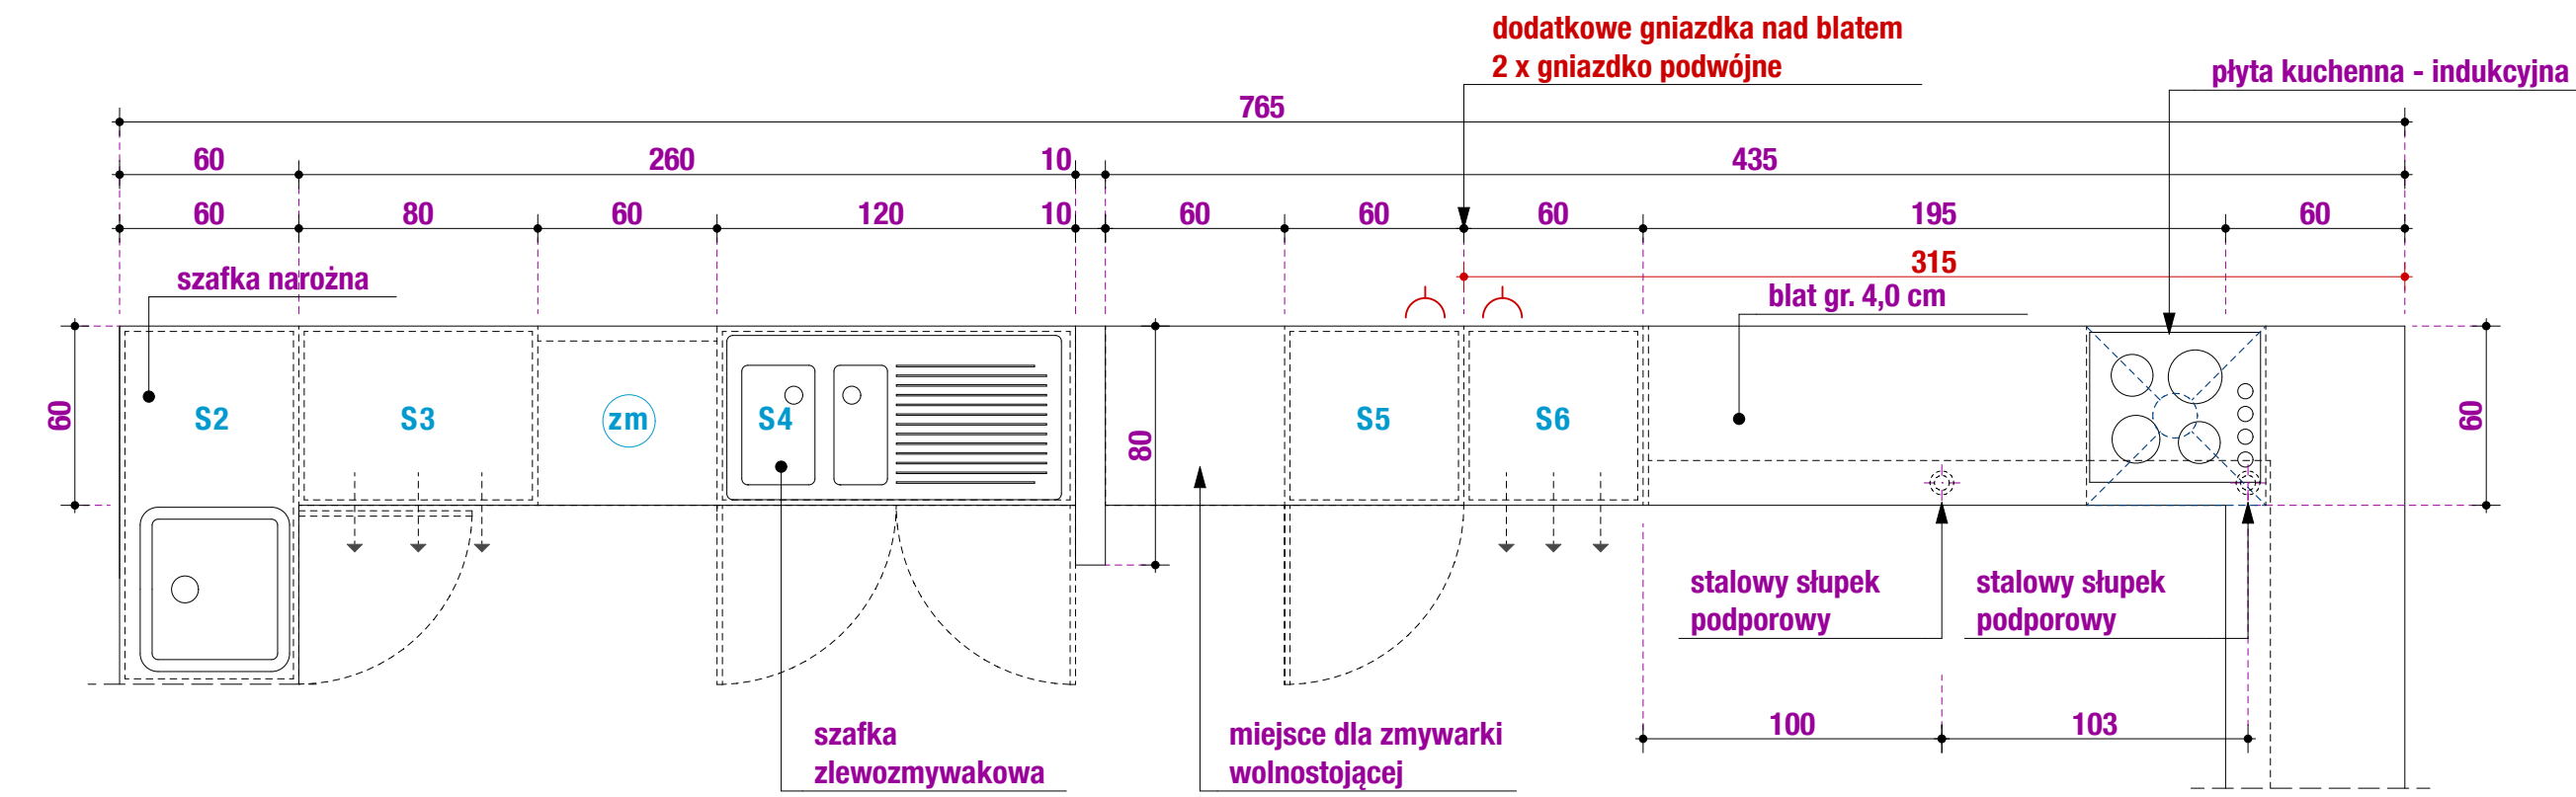 dodatkowe gniazdka nad blatem
2 x gniazdko podwójne
płyta kuchenna - indukcyjna
765
60 260 10 435
60 80 60 120 10 60 60 60 195 60
315
szafka narożna
blat gr. 4,0 cm
60 S2 S3 zm S4 80 S5 S6 60
stalowy słupek
podporowy
stalowy słupek
podporowy
100 103
szafka
zlewozmywakowa
miejsce dla zmywarki
wolnostojącej